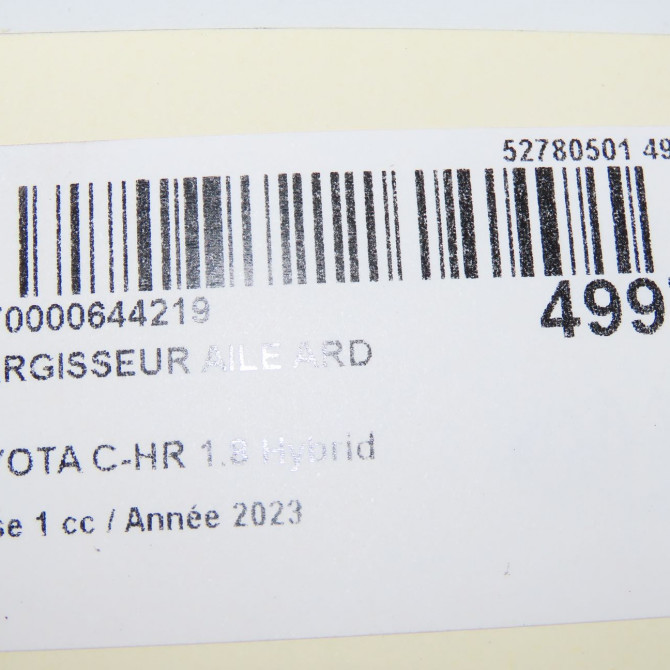 52780501 49
70000644219
499
RGISSEUR AILE ARD
YOTA C-HR 1.8 Hybrid
se 1 cc / Année 2023